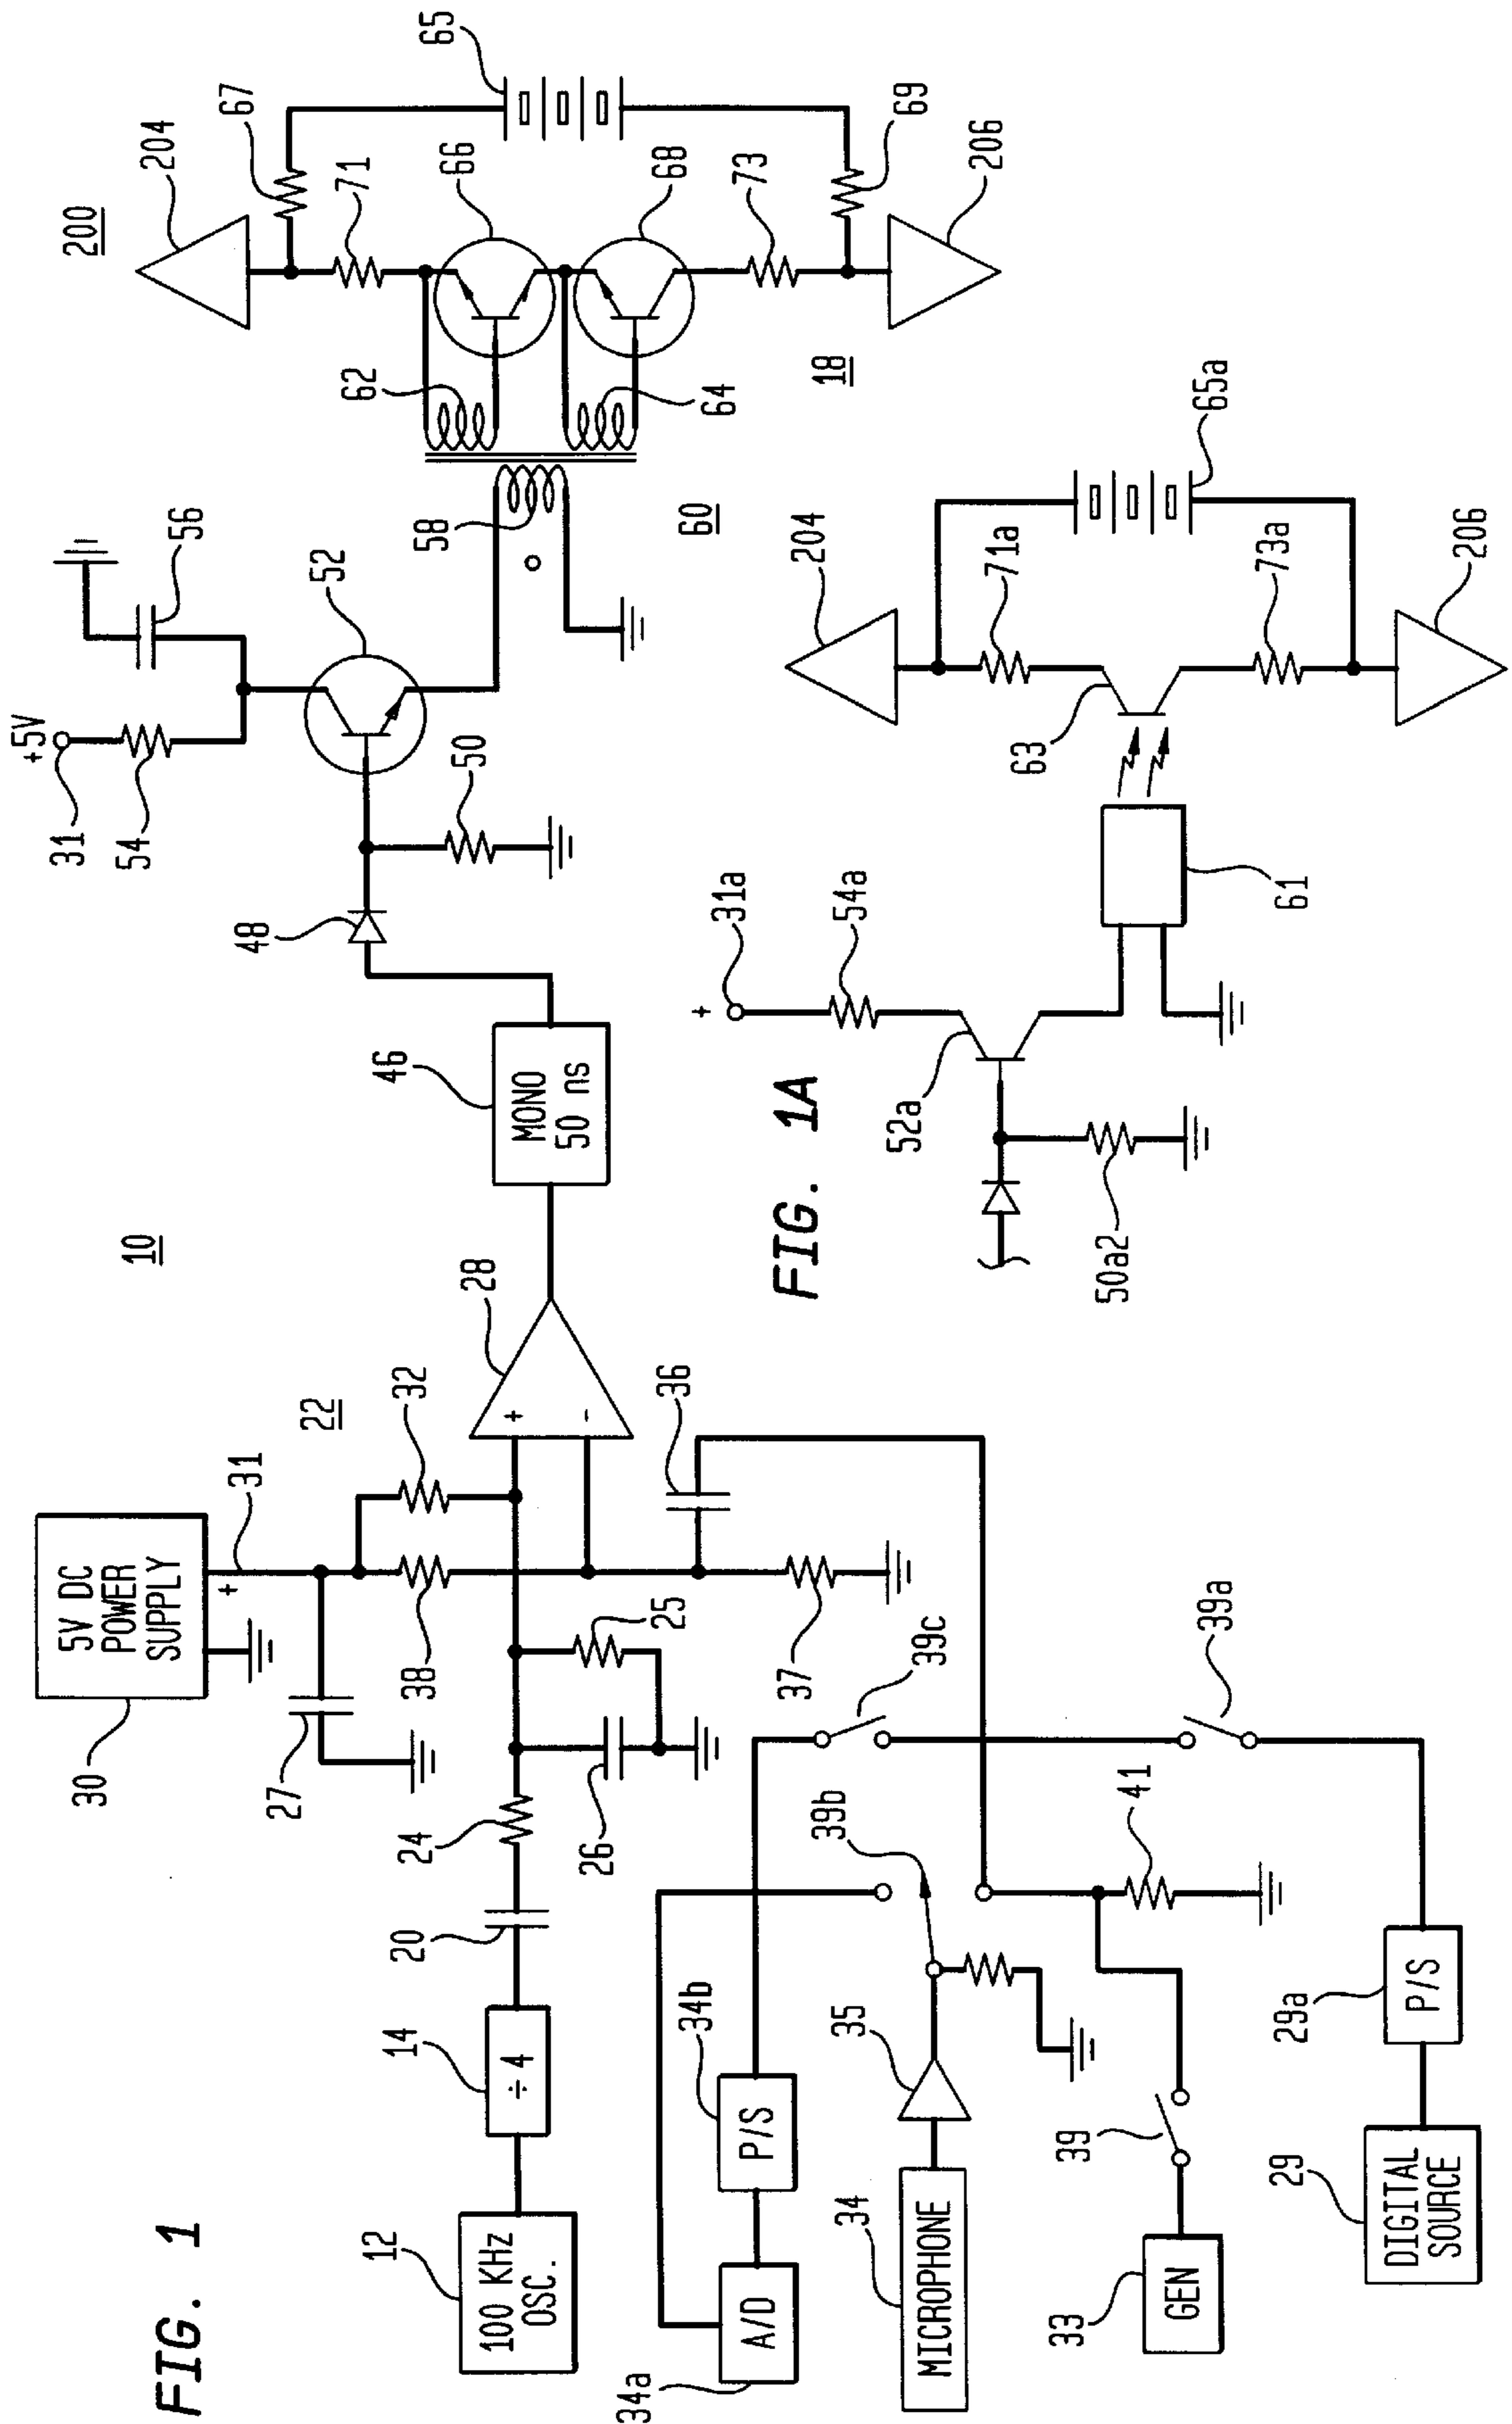 FIG. 1
10
12
100 KHz
OSC.
14
÷ 4
20
24
26
25
27
30
5V DC
POWER
SUPPLY
+
31
22
38
32
28
+
-
36
37
46
MONO
50 ns
48
50
52
54
31
+5V
56
58
60
62
64
66
68
18
71
73
67
69
65
200
204
206
34a
A/D
34b
P/S
34
MICROPHONE
35
39b
39c
39a
41
33
GEN
39
29
DIGITAL
SOURCE
29a
P/S
FIG. 1A
31a
+
54a
52a
50a2
61
63
71a
73a
65a
204
206